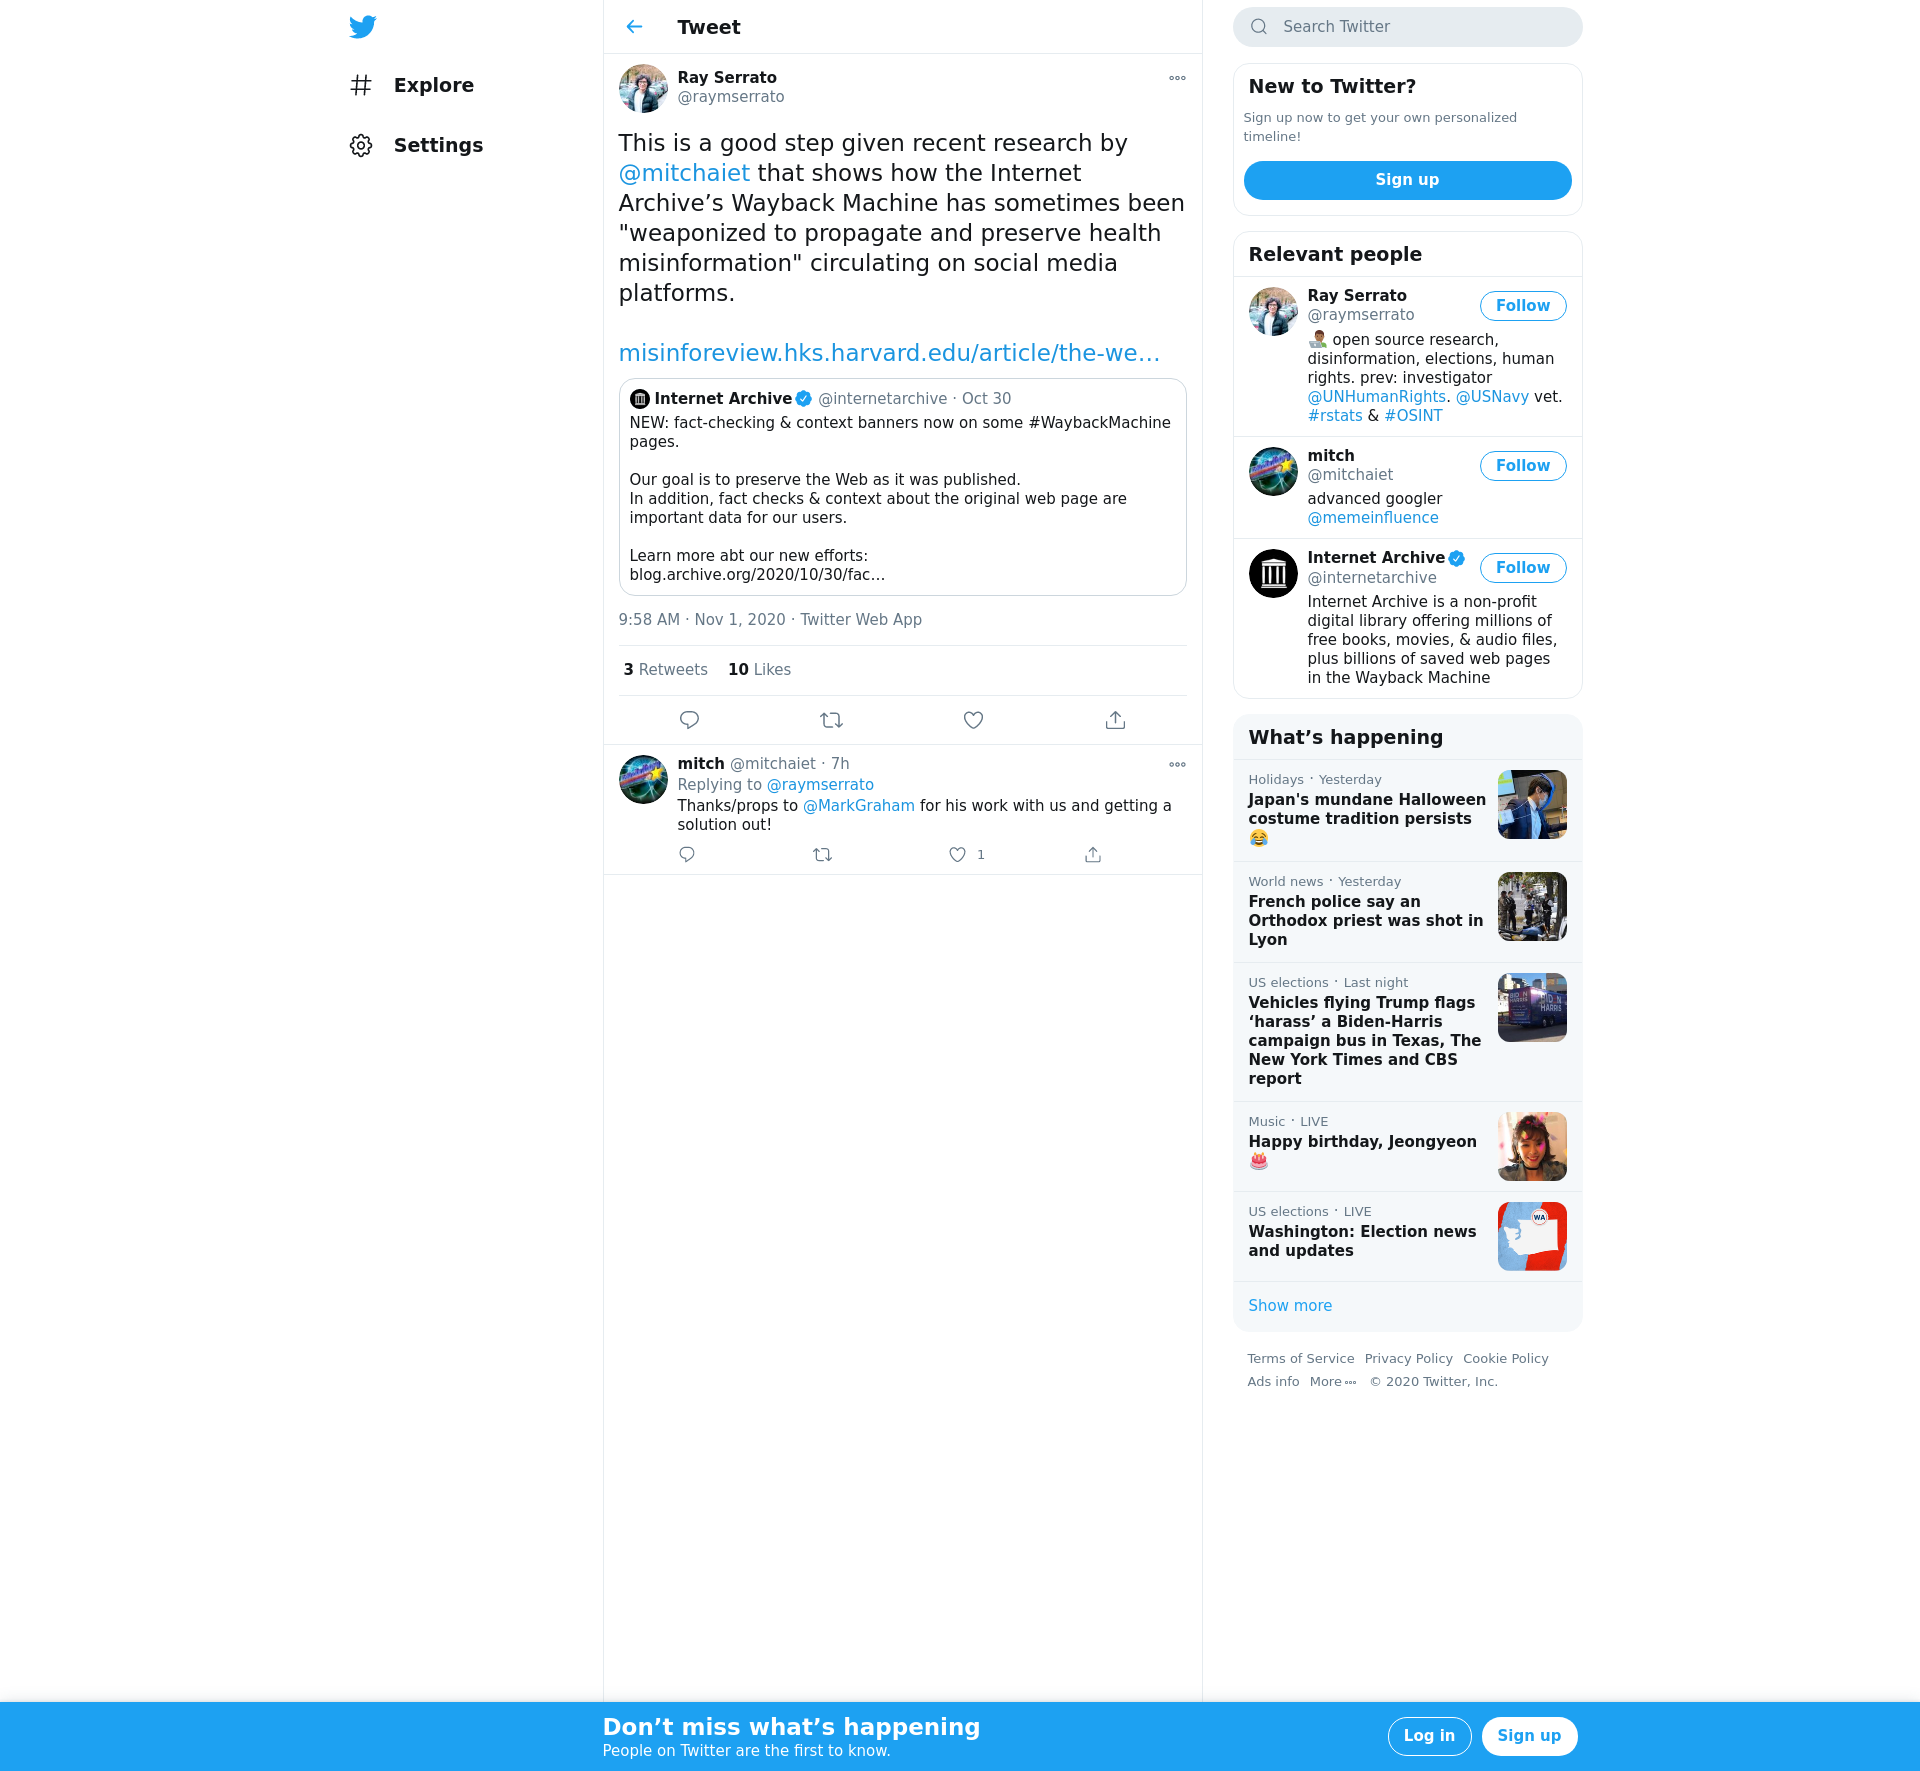 Explore
Settings
Tweet
Ray Serrato
@raymserrato
This is a good step given recent research by
@mitchaiet that shows how the Internet
Archive’s Wayback Machine has sometimes been
"weaponized to propagate and preserve health
misinformation" circulating on social media
platforms.
misinforeview.hks.harvard.edu/article/the-we…
Internet Archive @internetarchive · Oct 30
NEW: fact-checking & context banners now on some #WaybackMachine
pages.
Our goal is to preserve the Web as it was published.
In addition, fact checks & context about the original web page are
important data for our users.
Learn more abt our new efforts:
blog.archive.org/2020/10/30/fac…
9:58 AM · Nov 1, 2020 · Twitter Web App
3 Retweets 10 Likes
mitch @mitchaiet · 7h
Replying to @raymserrato
Thanks/props to @MarkGraham for his work with us and getting a
solution out!
1
Search Twitter
New to Twitter?
Sign up now to get your own personalized
timeline!
Sign up
Relevant people
Ray Serrato
@raymserrato
Follow
open source research,
disinformation, elections, human
rights. prev: investigator
@UNHumanRights. @USNavy vet.
#rstats & #OSINT
mitch
@mitchaiet
Follow
advanced googler
@memeinfluence
Internet Archive
@internetarchive
Follow
Internet Archive is a non-profit
digital library offering millions of
free books, movies, & audio files,
plus billions of saved web pages
in the Wayback Machine
What’s happening
Holidays · Yesterday
Japan's mundane Halloween
costume tradition persists
😂
World news · Yesterday
French police say an
Orthodox priest was shot in
Lyon
US elections · Last night
Vehicles flying Trump flags
‘harass’ a Biden-Harris
campaign bus in Texas, The
New York Times and CBS
report
Music · LIVE
Happy birthday, Jeongyeon
🎂
US elections · LIVE
Washington: Election news
and updates
WA
Show more
Terms of Service Privacy Policy Cookie Policy
Ads info More © 2020 Twitter, Inc.
Don’t miss what’s happening
People on Twitter are the first to know.
Log in
Sign up